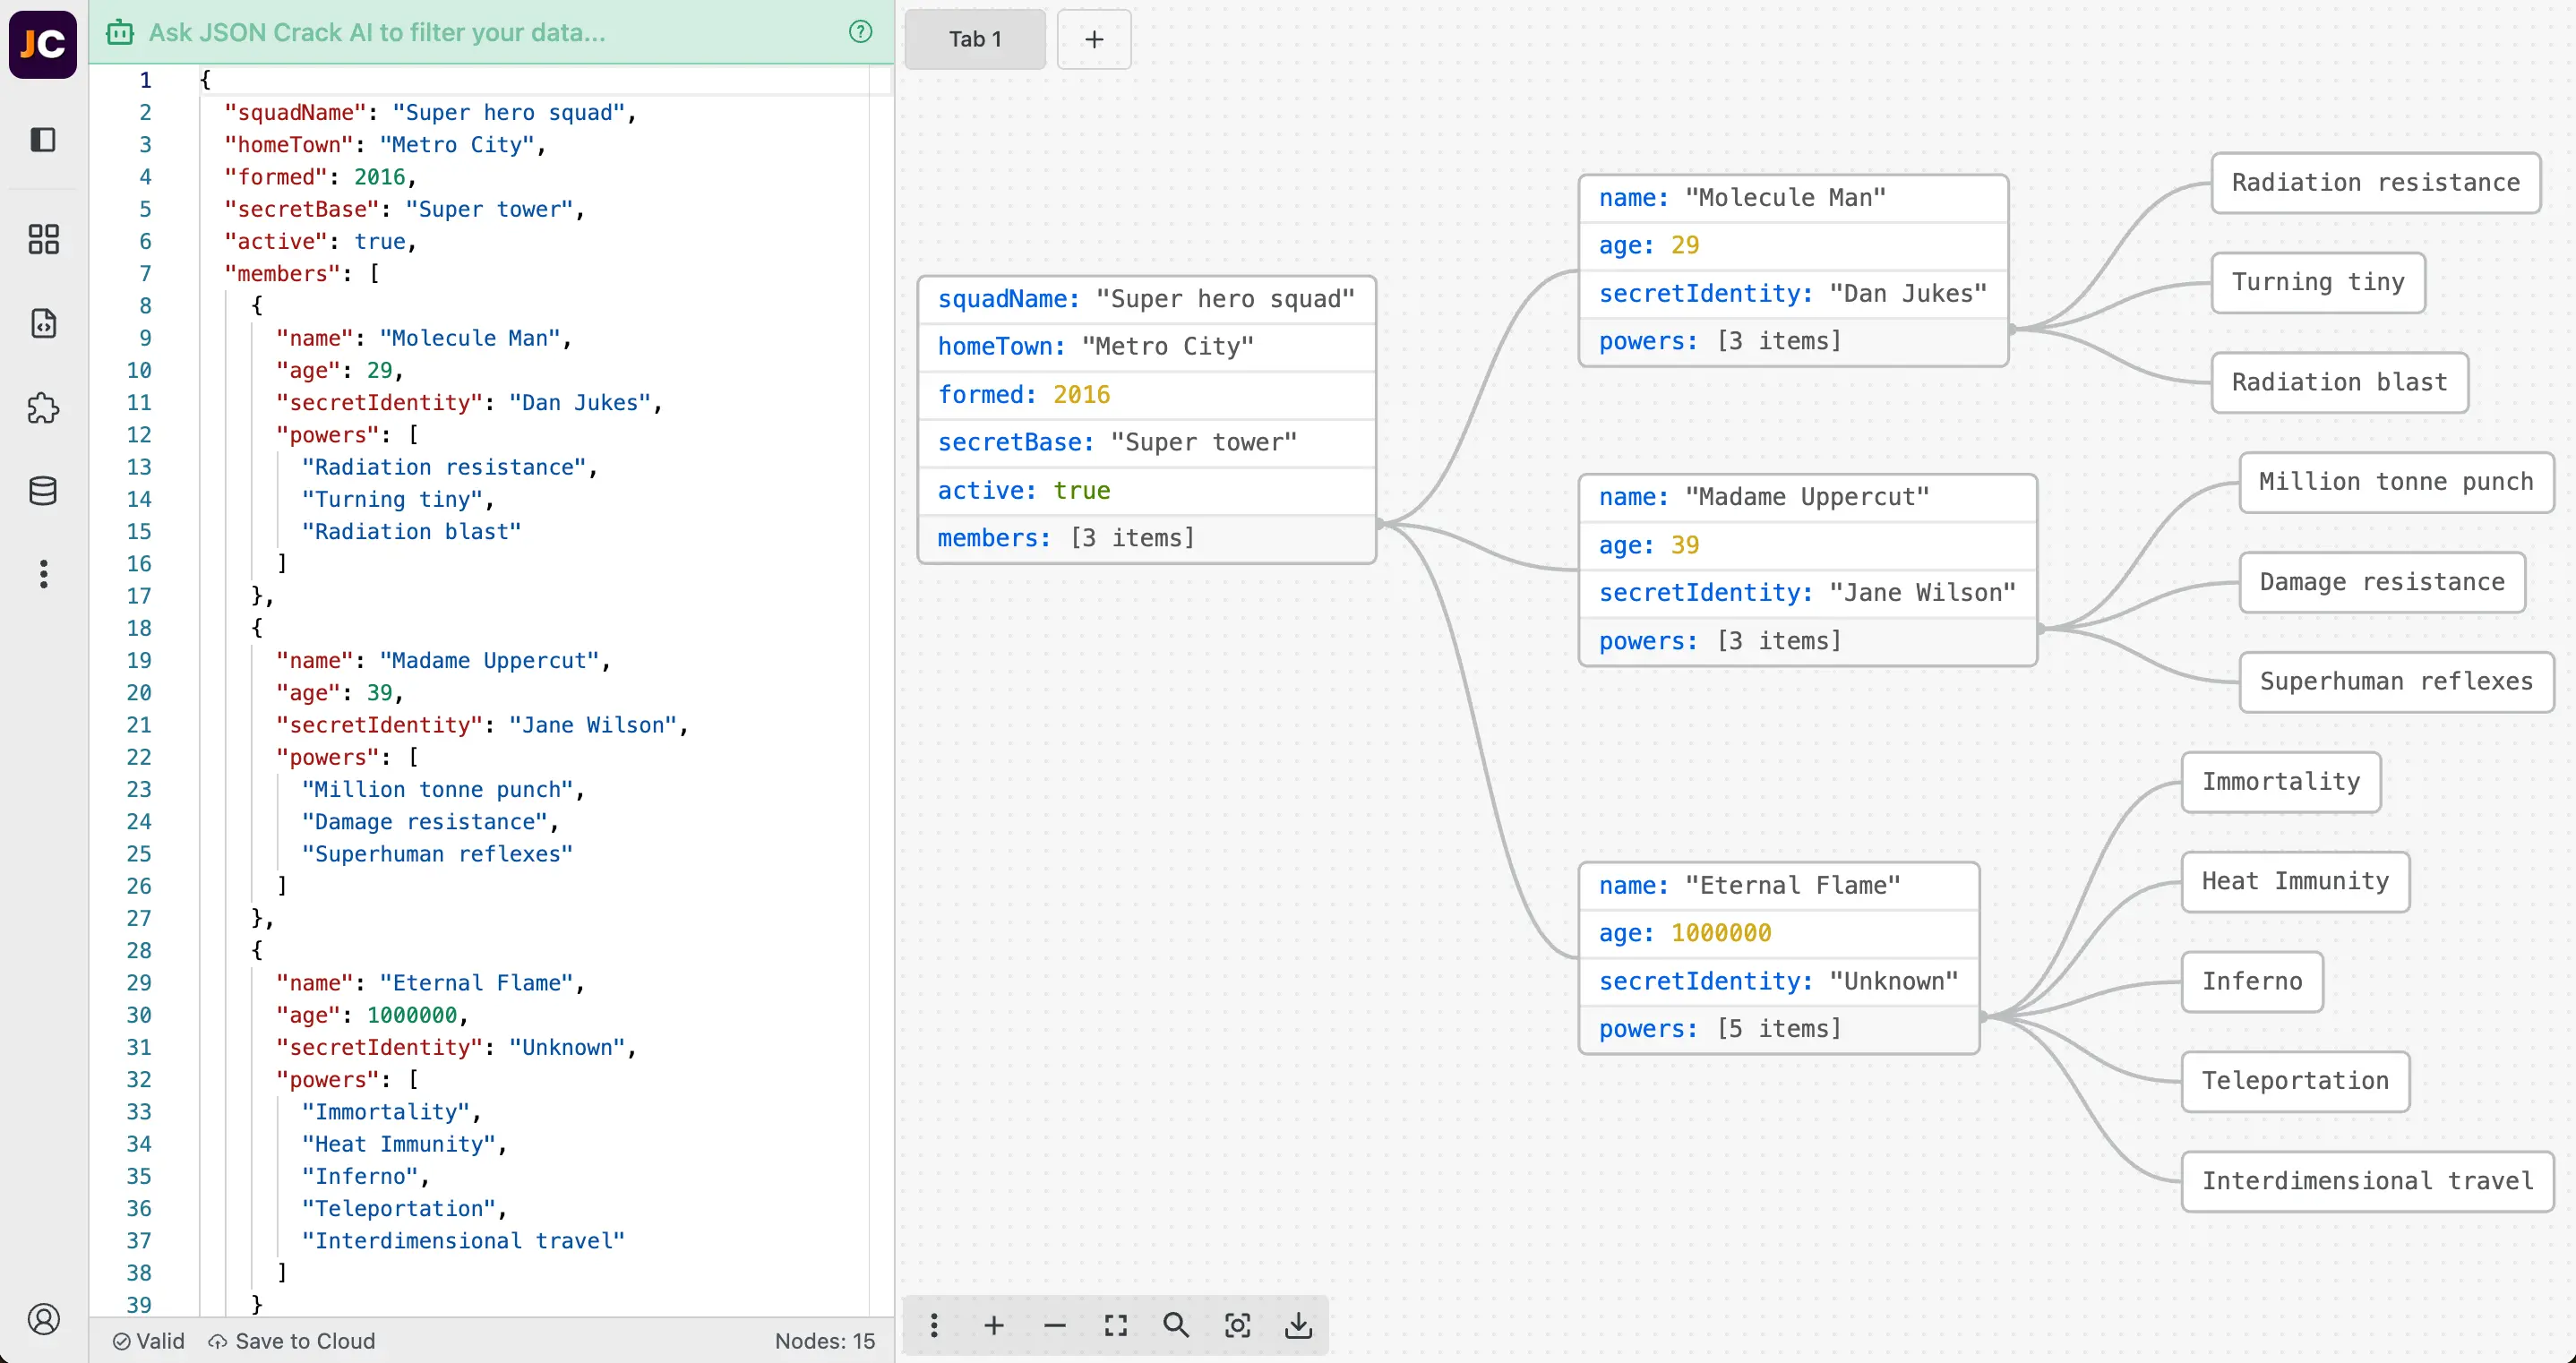 JC
Ask JSON Crack AI to filter your data...
?
1 {
2 "squadName": "Super hero squad",
3 "homeTown": "Metro City",
4 "formed": 2016,
5 "secretBase": "Super tower",
6 "active": true,
7 "members": [
8 {
9 "name": "Molecule Man",
10 "age": 29,
11 "secretIdentity": "Dan Jukes",
12 "powers": [
13 "Radiation resistance",
14 "Turning tiny",
15 "Radiation blast"
16 ]
17 },
18 {
19 "name": "Madame Uppercut",
20 "age": 39,
21 "secretIdentity": "Jane Wilson",
22 "powers": [
23 "Million tonne punch",
24 "Damage resistance",
25 "Superhuman reflexes"
26 ]
27 },
28 {
29 "name": "Eternal Flame",
30 "age": 1000000,
31 "secretIdentity": "Unknown",
32 "powers": [
33 "Immortality",
34 "Heat Immunity",
35 "Inferno",
36 "Teleportation",
37 "Interdimensional travel"
38 ]
39 }
Valid Save to Cloud Nodes: 15
Tab 1 +
squadName: "Super hero squad"
homeTown: "Metro City"
formed: 2016
secretBase: "Super tower"
active: true
members: [3 items]
name: "Molecule Man"
age: 29
secretIdentity: "Dan Jukes"
powers: [3 items]
Radiation resistance
Turning tiny
Radiation blast
name: "Madame Uppercut"
age: 39
secretIdentity: "Jane Wilson"
powers: [3 items]
Million tonne punch
Damage resistance
Superhuman reflexes
name: "Eternal Flame"
age: 1000000
secretIdentity: "Unknown"
powers: [5 items]
Immortality
Heat Immunity
Inferno
Teleportation
Interdimensional travel